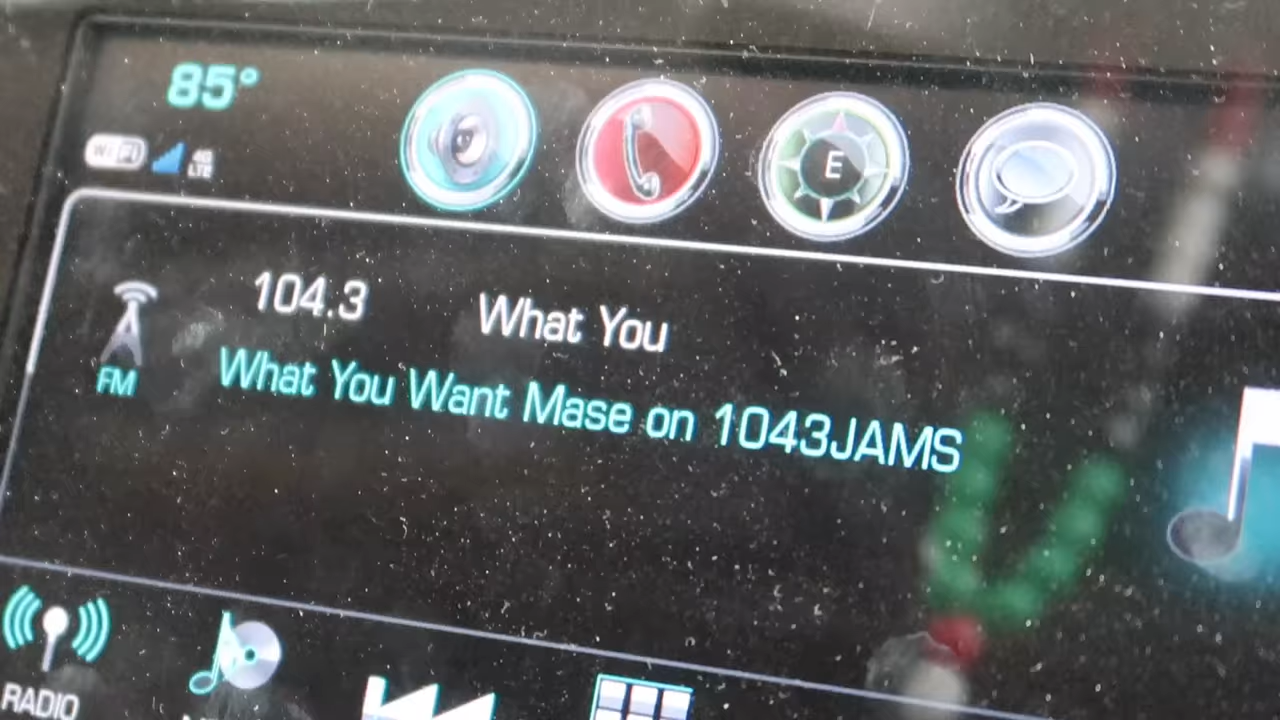 85°
WiFi
4G
LTE
E
104.3
What You
FM
What You Want Mase on 1043JAMS
RADIO